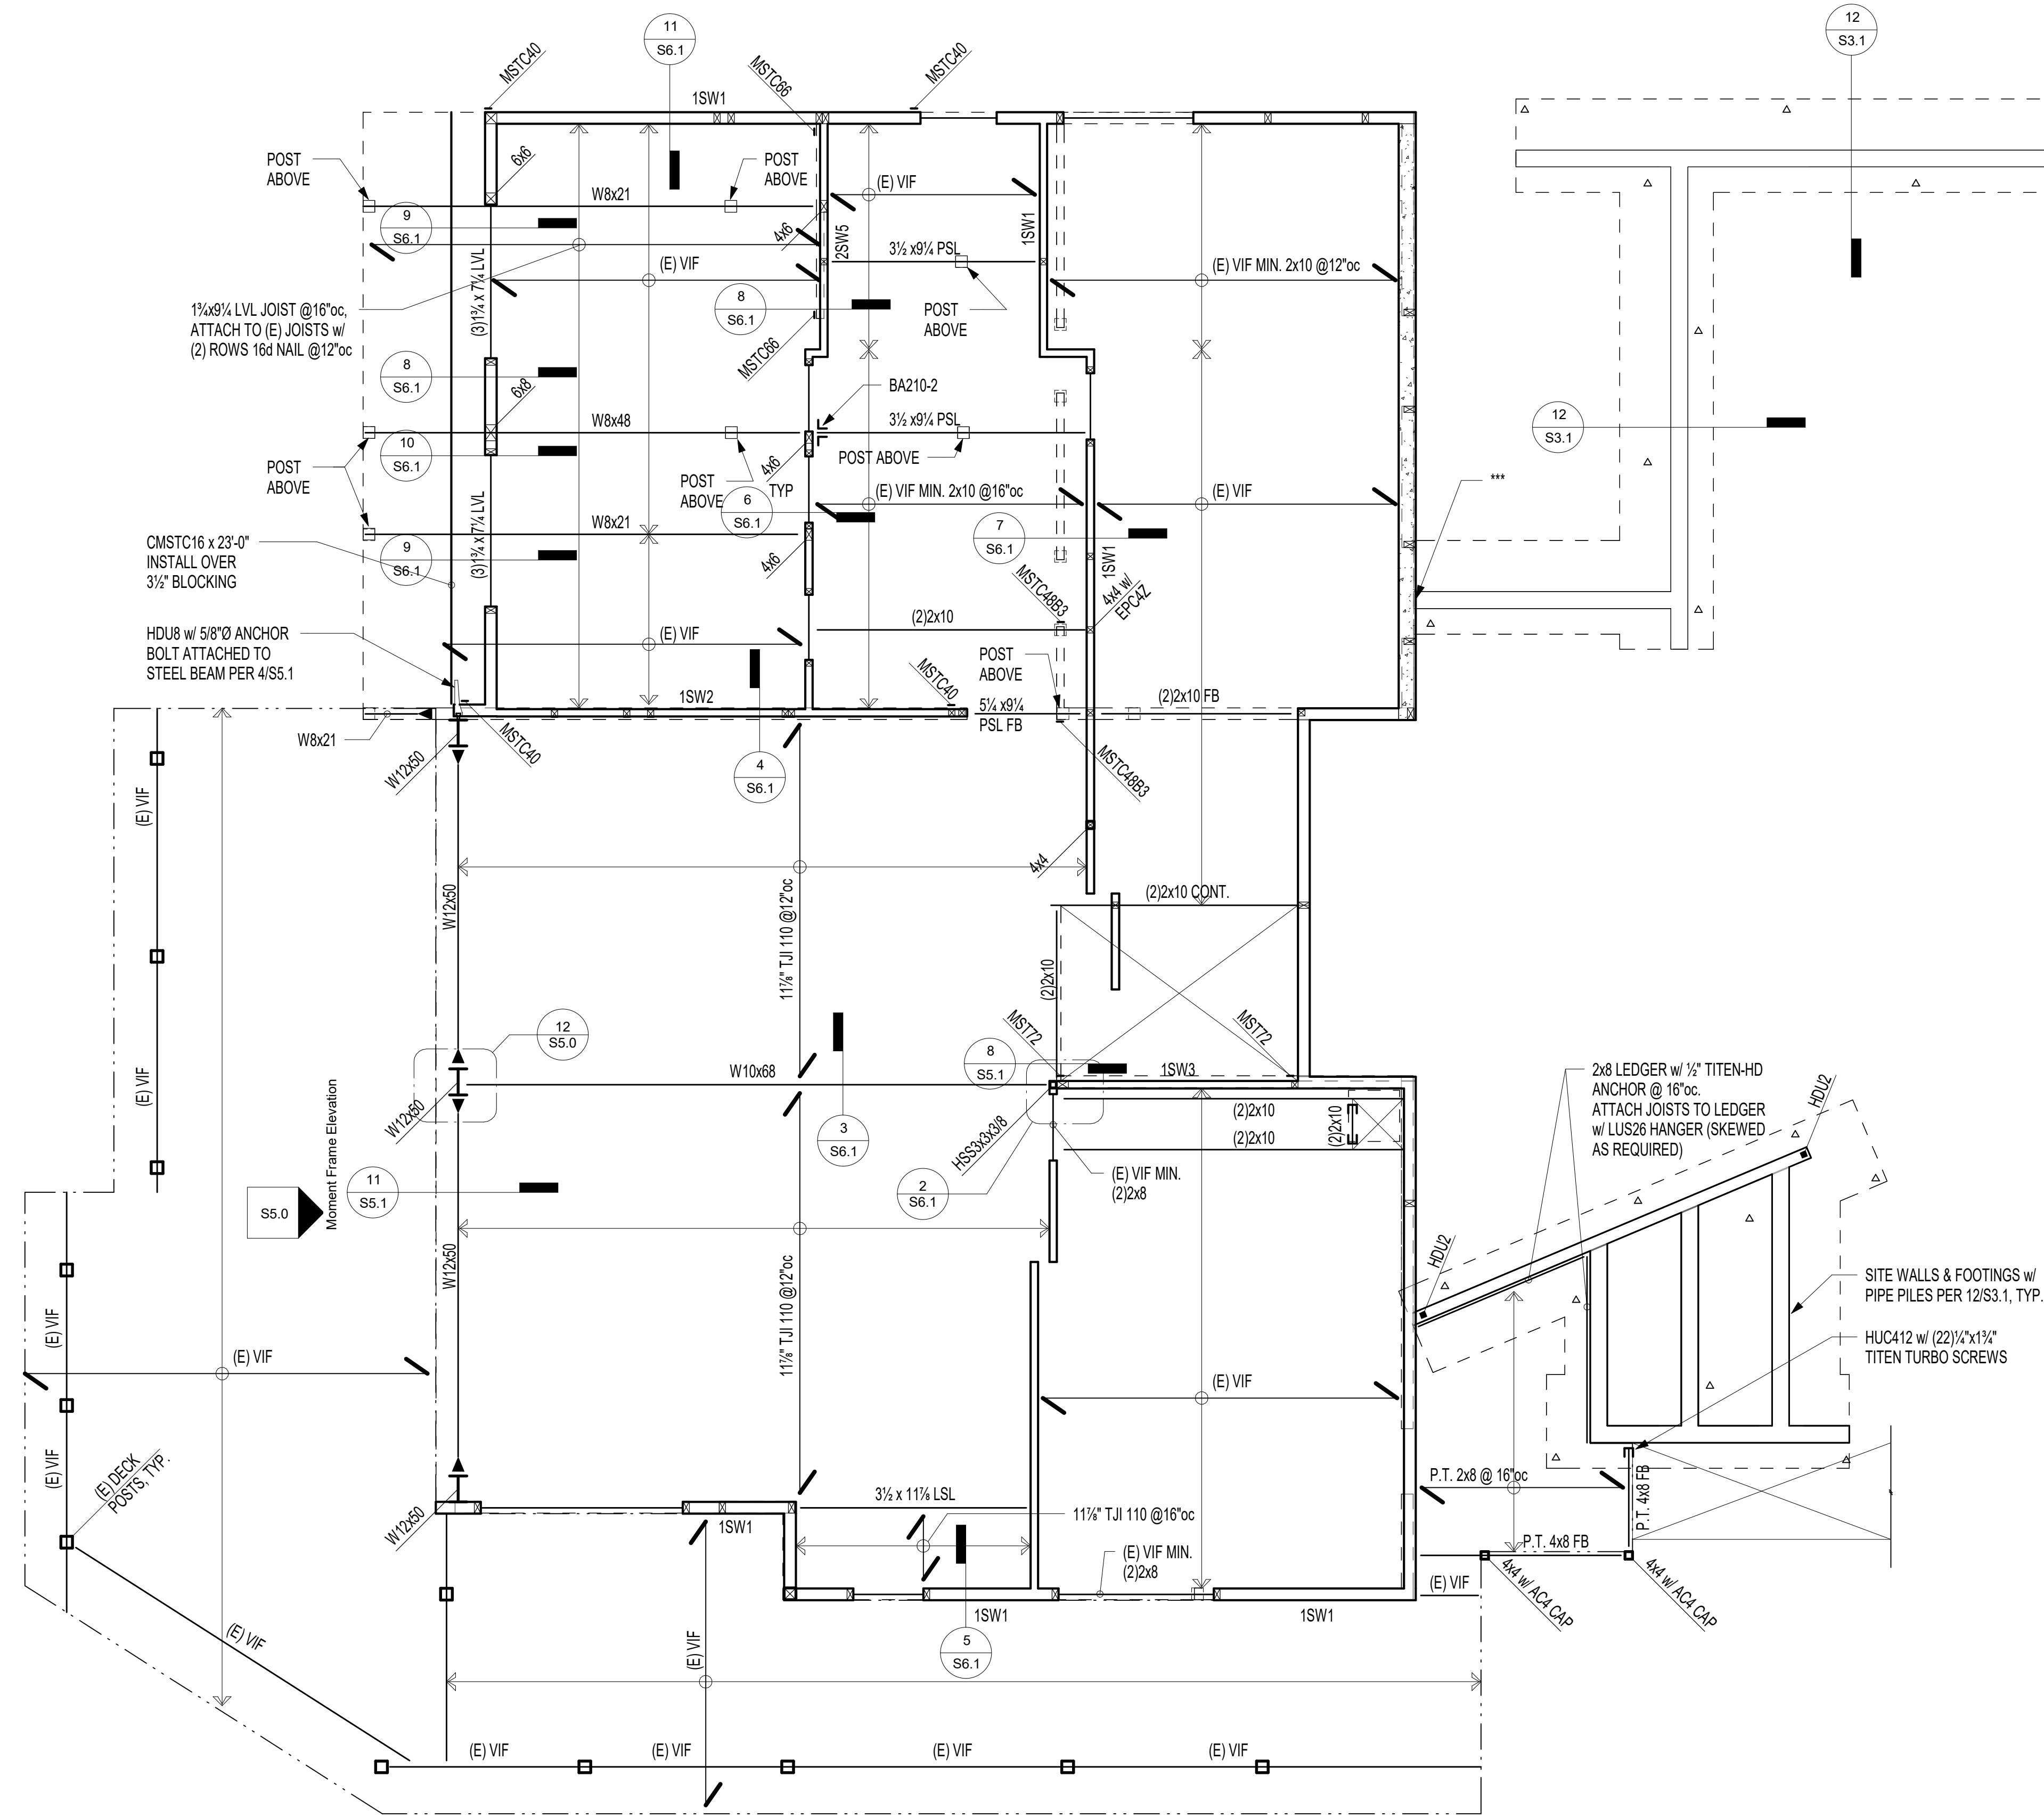 11
S6.1
12
S3.1
MSTC40
MSTC66
MSTC40
1SW1
POST
ABOVE
6x6
POST
ABOVE
W8x21
(E) VIF
9
S6.1
4x6
2SW5
1SW1
3½ x9¼ PSL
(E) VIF
(E) VIF MIN. 2x10 @12"oc
(3)1¾ x 7¼ LVL
8
S6.1
POST
ABOVE
1¾x9¼ LVL JOIST @16"oc,
ATTACH TO (E) JOISTS w/
(2) ROWS 16d NAIL @12"oc
MSTC66
8
S6.1
6x8
BA210-2
W8x48
3½ x9¼ PSL
12
S3.1
10
S6.1
POST
ABOVE
POST
ABOVE
4x6
TYP
POST ABOVE
6
S6.1
(E) VIF MIN. 2x10 @16"oc
(E) VIF
***
(3)1¾ x 7¼ LVL
W8x21
7
S6.1
CMSTC16 x 23'-0"
INSTALL OVER
3½" BLOCKING
9
S6.1
4x6
1SW1
MSTC48B3
4x4 w/
EPC4Z
HDU8 w/ 5/8"Ø ANCHOR
BOLT ATTACHED TO
STEEL BEAM PER 4/S5.1
(E) VIF
(2)2x10
POST
ABOVE
MSTC40
1SW2
5¼ x9¼
PSL FB
(2)2x10 FB
W8x21
W12x50
MSTC40
4
S6.1
MSTC48B3
(E) VIF
4x4
W12x50
11⅞" TJI 110 @12"oc
(2)2x10 CONT.
(2)2x10
12
S5.0
MST72
MST72
8
S5.1
W10x68
1SW3
W12x50
Moment Frame Elevation
(E) VIF
HSS3x3x3/8
(2)2x10
(2)2x10
(2)2x10
2x8 LEDGER w/ ½" TITEN-HD
ANCHOR @ 16"oc.
ATTACH JOISTS TO LEDGER
w/ LUS26 HANGER (SKEWED
AS REQUIRED)
HDU2
3
S6.1
(E) VIF MIN.
(2)2x8
2
S6.1
S5.0
11
S5.1
W12x50
HDU2
SITE WALLS & FOOTINGS w/
PIPE PILES PER 12/S3.1, TYP.
11⅞" TJI 110 @12"oc
(E) VIF
(E) VIF
HUC412 w/ (22)¼"x1¾"
TITEN TURBO SCREWS
(E) VIF
(E) VIF
(E) DECK
POSTS, TYP.
P.T. 2x8 @ 16"oc
P.T. 4x8 FB
W12x50
1SW1
3½ x 11⅞ LSL
11⅞" TJI 110 @16"oc
P.T. 4x8 FB
(E) VIF MIN.
(2)2x8
(E) VIF
4x4 w/ AC4 CAP
4x4 w/ AC4 CAP
1SW1
1SW1
(E) VIF
5
S6.1
(E) VIF
(E) VIF
(E) VIF
(E) VIF
(E) VIF